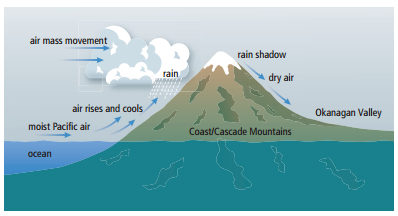 air mass movement
rain shadow
rain
dry air
air rises and cools
Okanagan Valley
moist Pacific air
Coast/Cascade Mountains
ocean